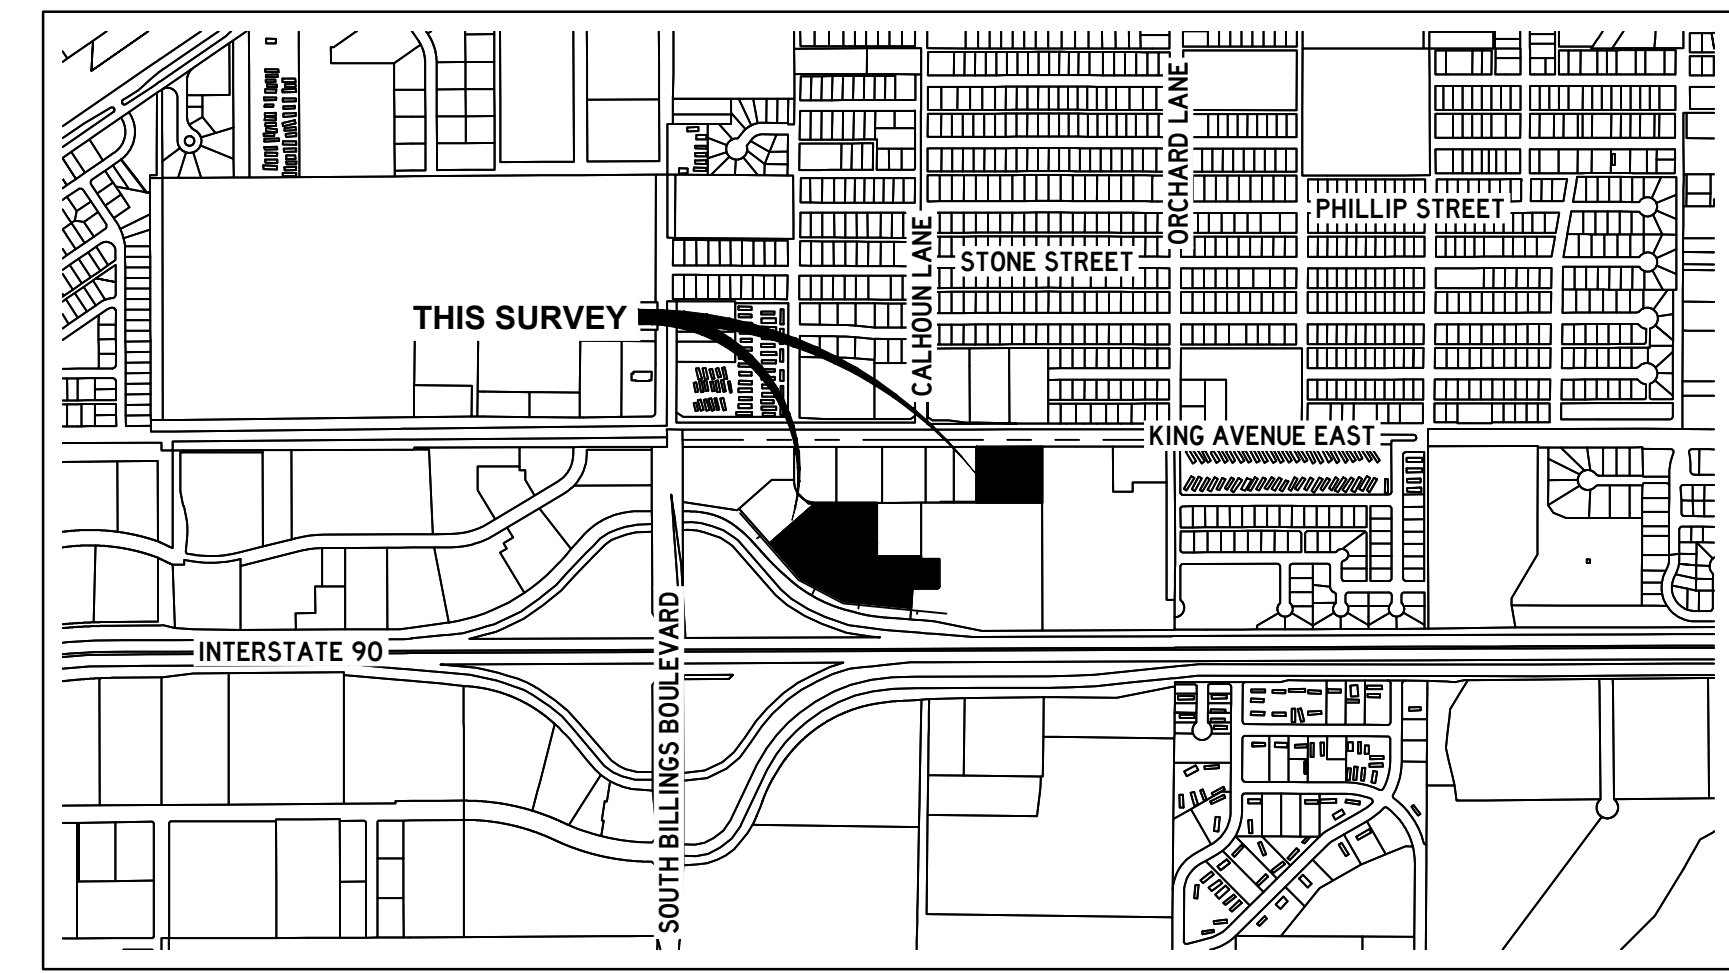 ORCHARD LANE
PHILLIP STREET
CALHOUN LANE
STONE STREET
THIS SURVEY
KING AVENUE EAST
INTERSTATE 90
SOUTH BILLINGS BOULEVARD